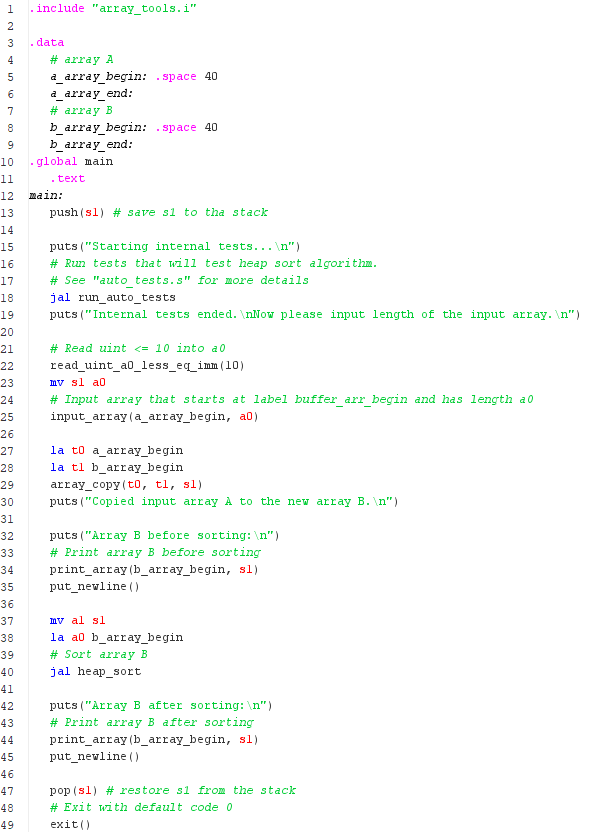 1 .include "array_tools.i"
2
3 .data
4 # array A
5 a_array_begin: .space 40
6 a_array_end:
7 # array B
8 b_array_begin: .space 40
9 b_array_end:
10 .global main
11 .text
12 main:
13 push(s1) # save s1 to tha stack
14
15 puts("Starting internal tests...\n")
16 # Run tests that will test heap sort algorithm.
17 # See "auto_tests.s" for more details
18 jal run_auto_tests
19 puts("Internal tests ended.\nNow please input length of the input array.\n")
20
21 # Read uint <= 10 into a0
22 read_uint_a0_less_eq_imm(10)
23 mv s1 a0
24 # Input array that starts at label buffer_arr_begin and has length a0
25 input_array(a_array_begin, a0)
26
27 la t0 a_array_begin
28 la t1 b_array_begin
29 array_copy(t0, t1, s1)
30 puts("Copied input array A to the new array B.\n")
31
32 puts("Array B before sorting:\n")
33 # Print array B before sorting
34 print_array(b_array_begin, s1)
35 put_newline()
36
37 mv a1 s1
38 la a0 b_array_begin
39 # Sort array B
40 jal heap_sort
41
42 puts("Array B after sorting:\n")
43 # Print array B after sorting
44 print_array(b_array_begin, s1)
45 put_newline()
46
47 pop(s1) # restore s1 from the stack
48 # Exit with default code 0
49 exit()